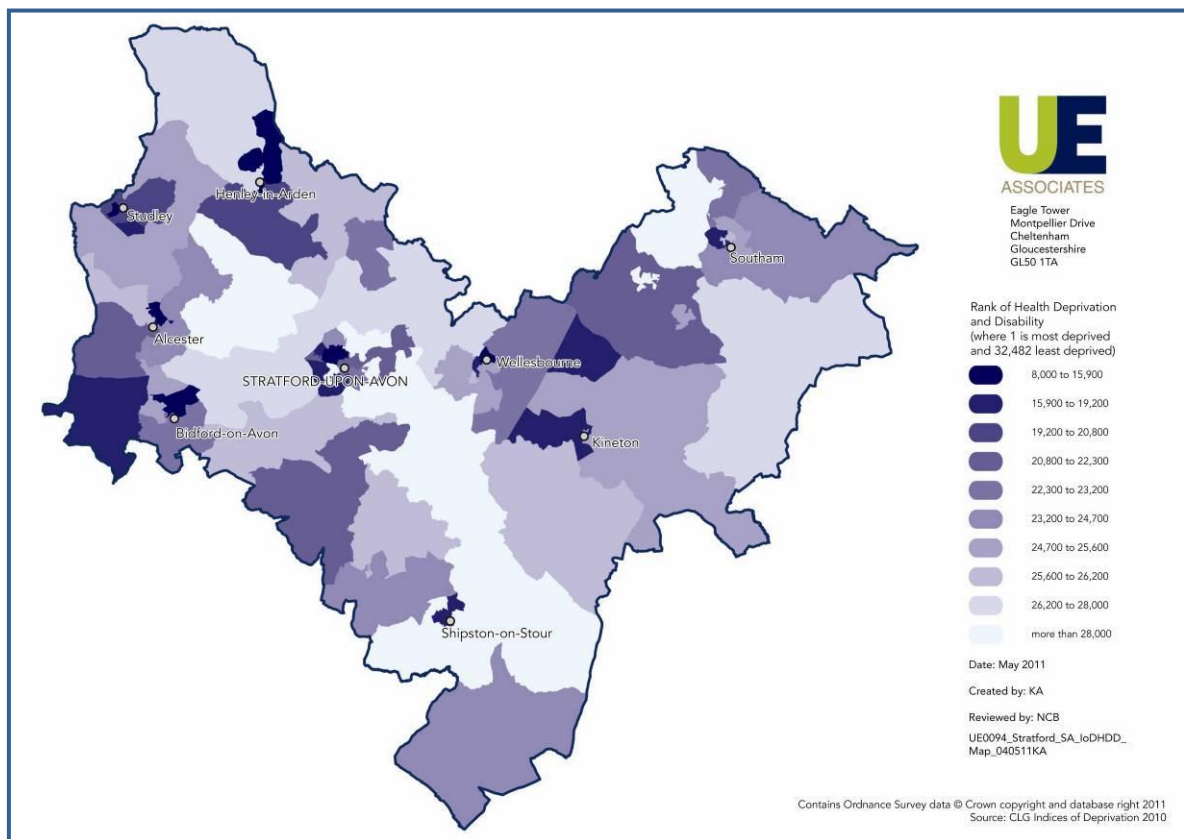 UE
ASSOCIATES
Eagle Tower
Montpellier Drive
Cheltenham
Gloucestershire
GL50 1TA
Henley-in-Arden
Studley
Southam
Alcester
Wellesbourne
STRATFORD-UPON-AVON
Bidford-on-Avon
Kineton
Shipston-on-Stour
Rank of Health Deprivation
and Disability
(where 1 is most deprived
and 32,482 least deprived)
8,000 to 15,900
15,900 to 19,200
19,200 to 20,800
20,800 to 22,300
22,300 to 23,200
23,200 to 24,700
24,700 to 25,600
25,600 to 26,200
26,200 to 28,000
more than 28,000
Date: May 2011
Created by: KA
Reviewed by: NCB
UE0094_Stratford_SA_IoDHDD_
Map_040511KA
Contains Ordnance Survey data © Crown copyright and database right 2011
Source: CLG Indices of Deprivation 2010